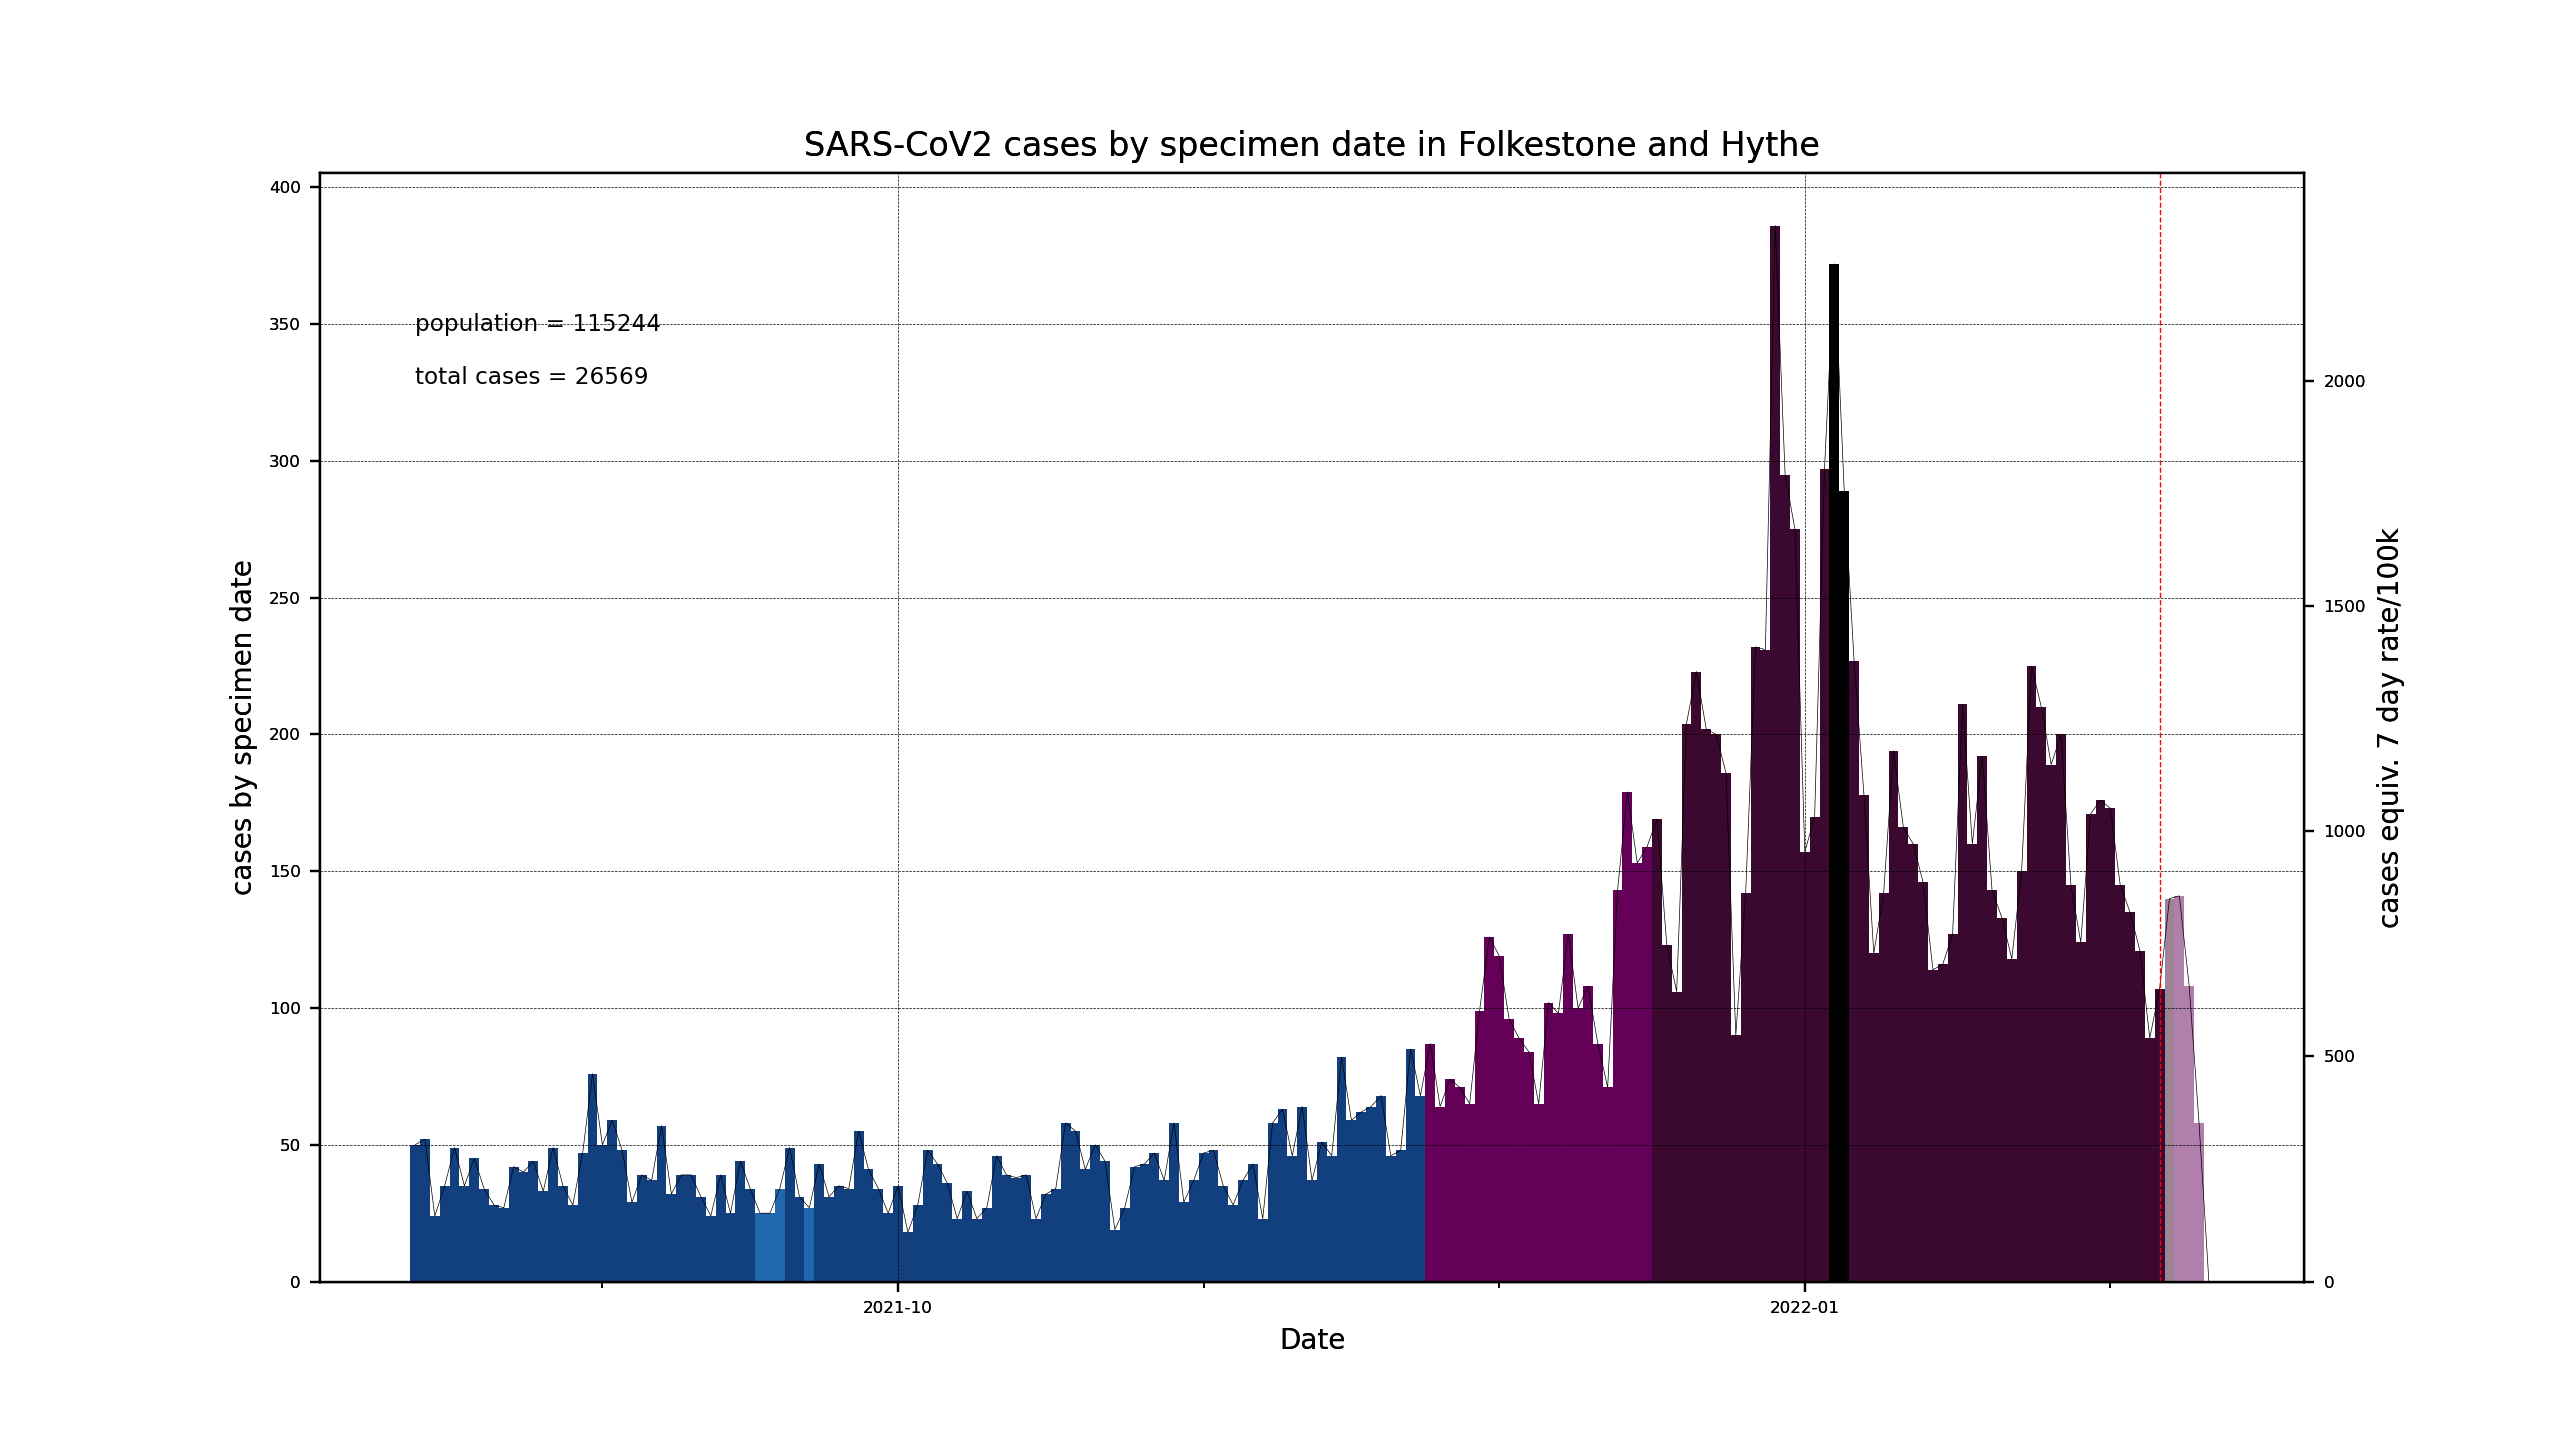 SARS-CoV2 cases by specimen date in Folkestone and Hythe
400
350
300
250
200
150
100
50
0
cases by specimen date
population = 115244
total cases = 26569
2000
1500
1000
500
0
cases equiv. 7 day rate/100k
2021-10
2022-01
Date